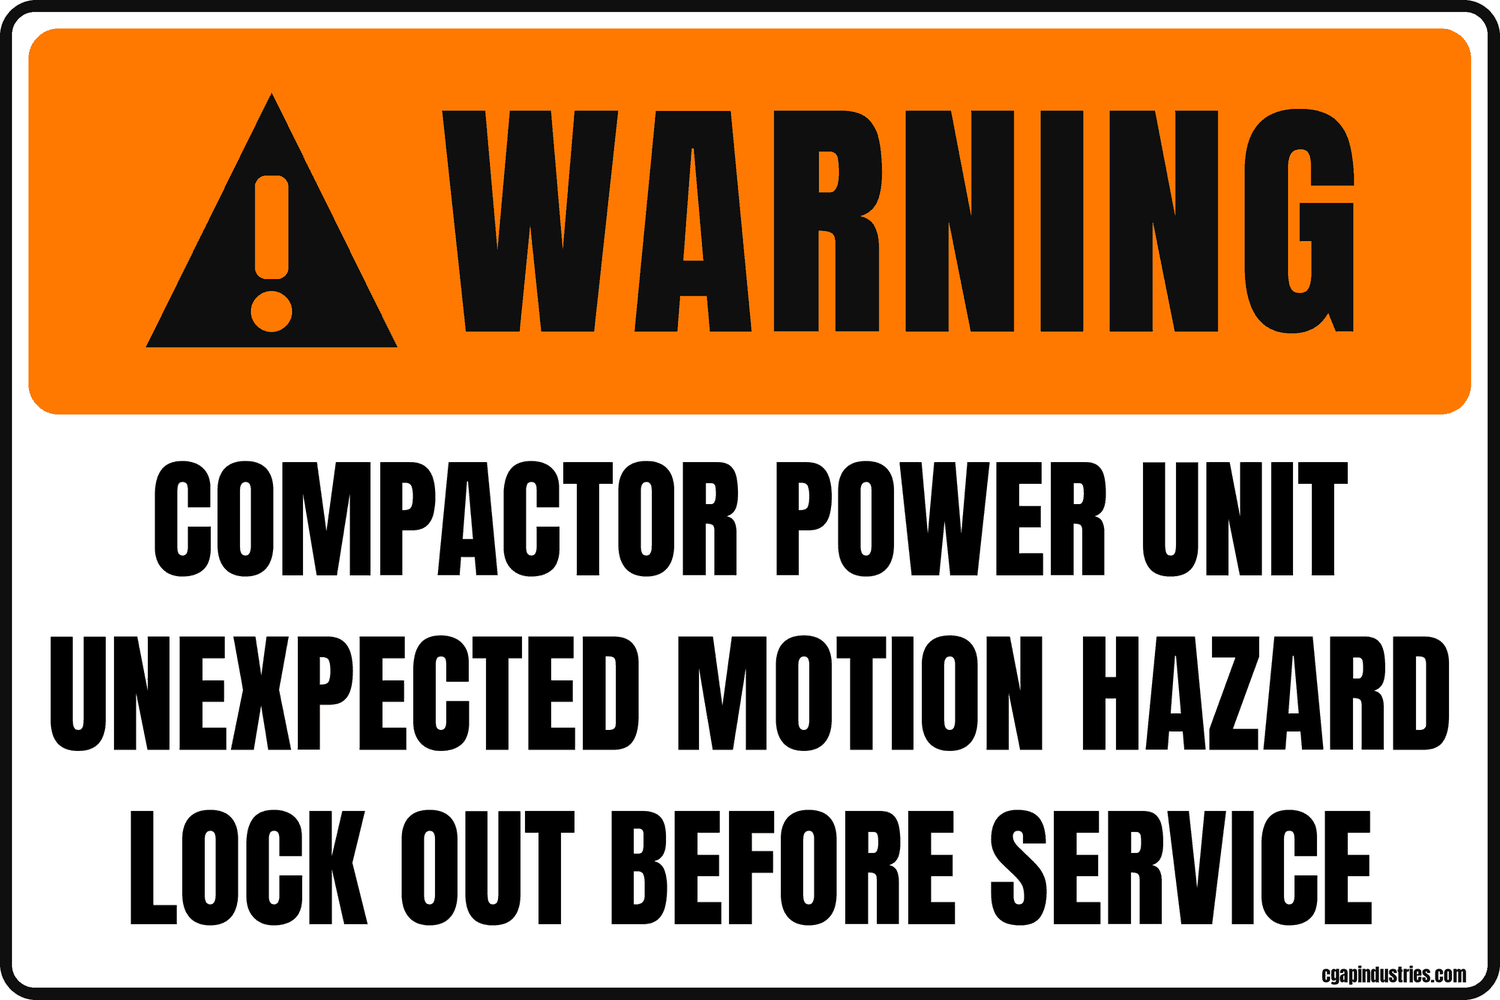 WARNING
COMPACTOR POWER UNIT
UNEXPECTED MOTION HAZARD
LOCK OUT BEFORE SERVICE
cgapindustries.com